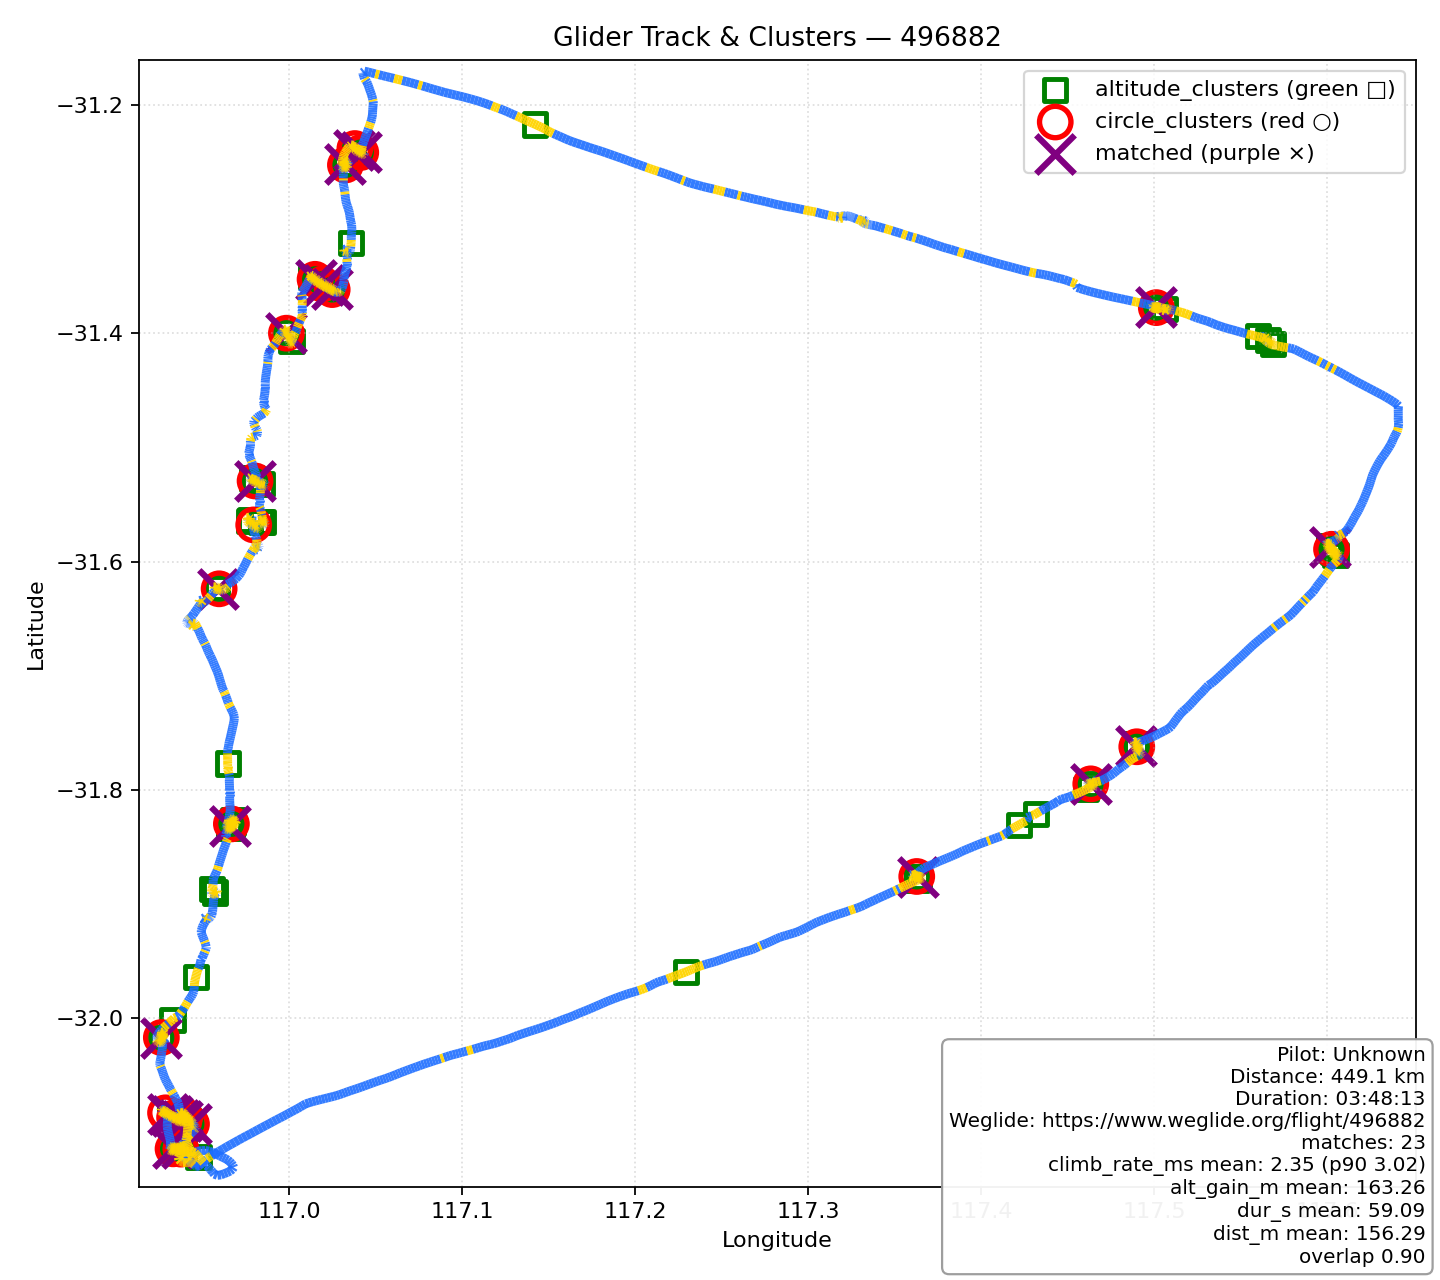 Glider Track & Clusters — 496882
altitude_clusters (green □)
circle_clusters (red ○)
matched (purple ×)
−31.2
−31.4
−31.6
−31.8
−32.0
Latitude
117.0
117.1
117.2
117.3
117.4
117.5
Longitude
Pilot: Unknown
Distance: 449.1 km
Duration: 03:48:13
Weglide: https://www.weglide.org/flight/496882
matches: 23
climb_rate_ms mean: 2.35 (p90 3.02)
alt_gain_m mean: 163.26
dur_s mean: 59.09
dist_m mean: 156.29
overlap 0.90